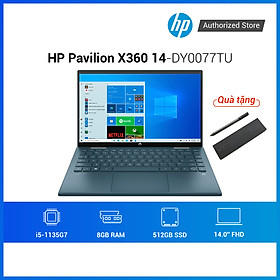 hp
Authorized Store
HP Pavilion X360 14-DY0077TU
Quà tặng
NETFLIX
i5-1135G7
8GB RAM
512GB SSD
14.0" FHD